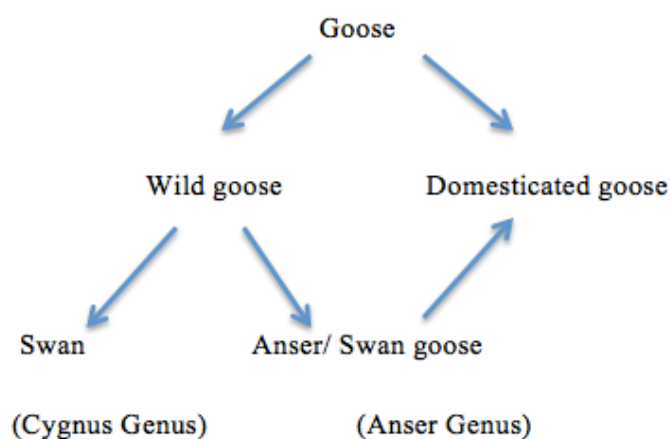 Goose
Wild goose
Domesticated goose
Swan
Anser/ Swan goose
(Cygnus Genus)
(Anser Genus)